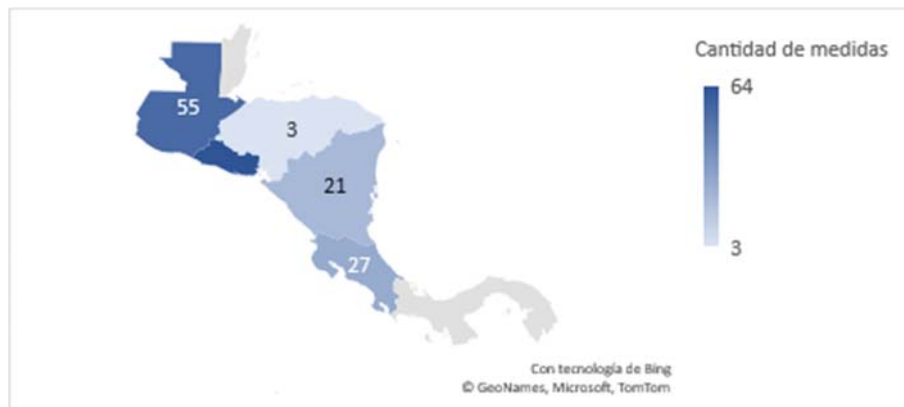 Cantidad de medidas
64
3
55
3
21
27
Con tecnología de Bing
© GeoNames, Microsoft, TomTom